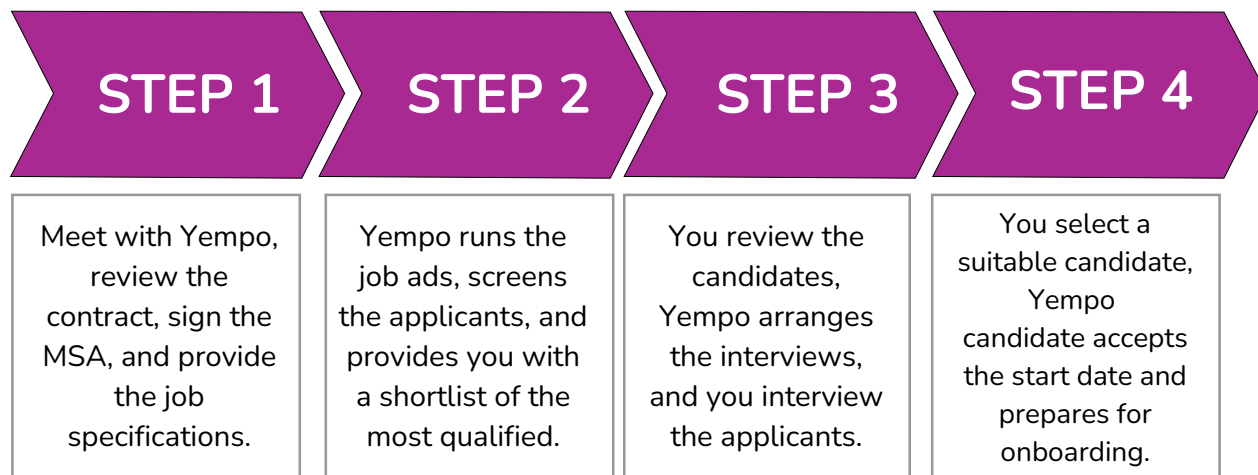 STEP 1
STEP 2
STEP 3
STEP 4
Meet with Yempo,
review the
contract, sign the
MSA, and provide
the job
specifications.
Yempo runs the
job ads, screens
the applicants, and
provides you with
a shortlist of the
most qualified.
You review the
candidates,
Yempo arranges
the interviews,
and you interview
the applicants.
You select a
suitable candidate,
Yempo
candidate accepts
the start date and
prepares for
onboarding.